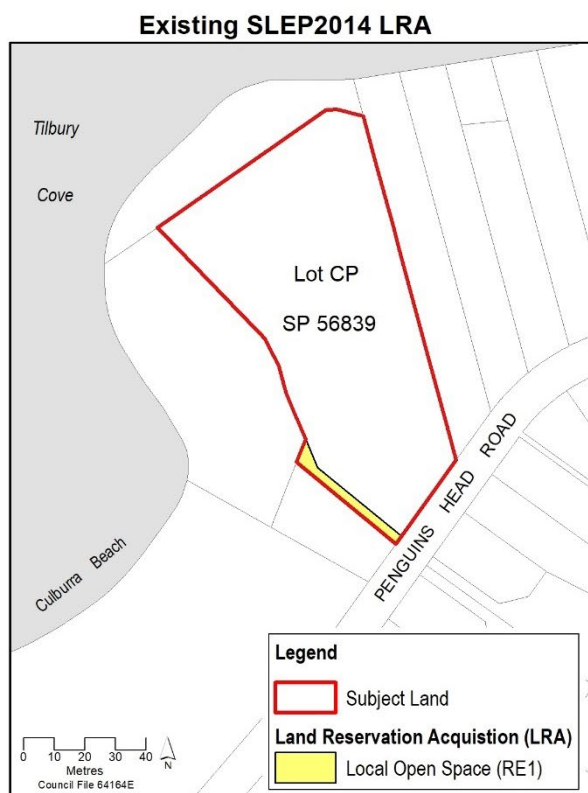 Existing SLEP2014 LRA
Tilbury
Cove
Lot CP
SP 56839
PENGUINS HEAD ROAD
Culburra Beach
Legend
Subject Land
Land Reservation Acquistion (LRA)
Local Open Space (RE1)
0 10 20 30 40
Metres
N
Council File 64164E